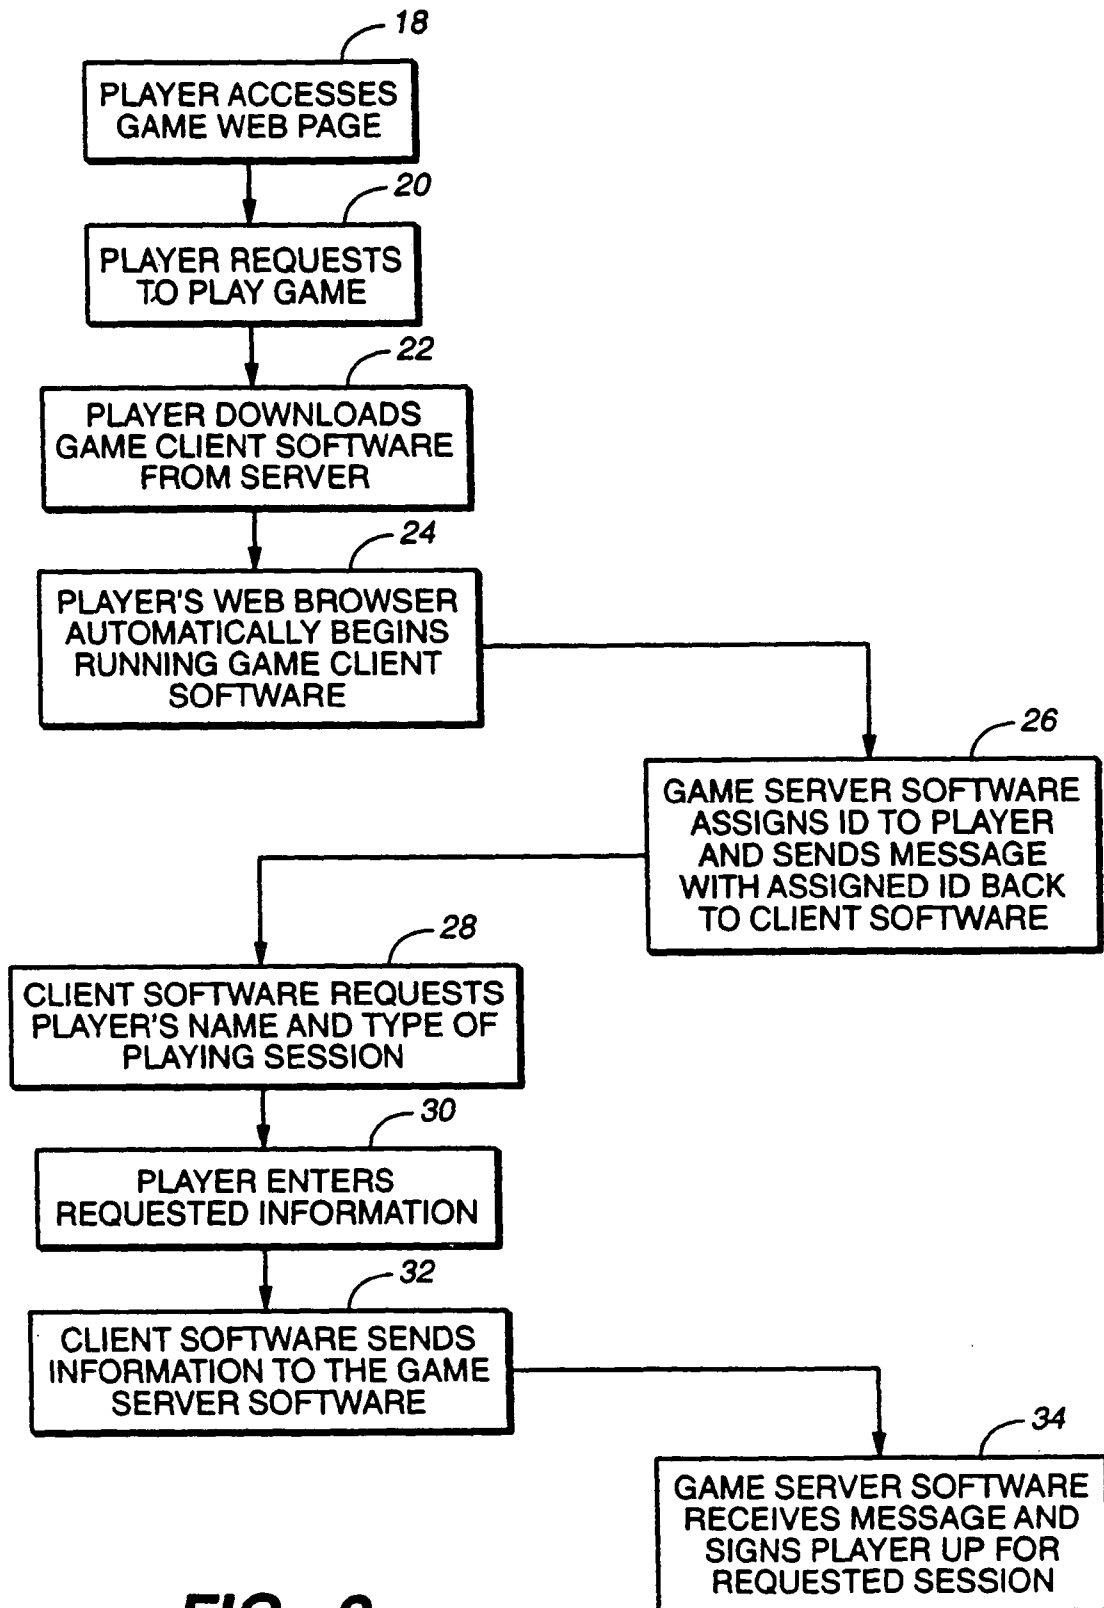 18
PLAYER ACCESSES
GAME WEB PAGE
20
PLAYER REQUESTS
TO PLAY GAME
22
PLAYER DOWNLOADS
GAME CLIENT SOFTWARE
FROM SERVER
24
PLAYER'S WEB BROWSER
AUTOMATICALLY BEGINS
RUNNING GAME CLIENT
SOFTWARE
26
GAME SERVER SOFTWARE
ASSIGNS ID TO PLAYER
AND SENDS MESSAGE
WITH ASSIGNED ID BACK
TO CLIENT SOFTWARE
28
CLIENT SOFTWARE REQUESTS
PLAYER'S NAME AND TYPE OF
PLAYING SESSION
30
PLAYER ENTERS
REQUESTED INFORMATION
32
CLIENT SOFTWARE SENDS
INFORMATION TO THE GAME
SERVER SOFTWARE
34
GAME SERVER SOFTWARE
RECEIVES MESSAGE AND
SIGNS PLAYER UP FOR
REQUESTED SESSION
FIG.